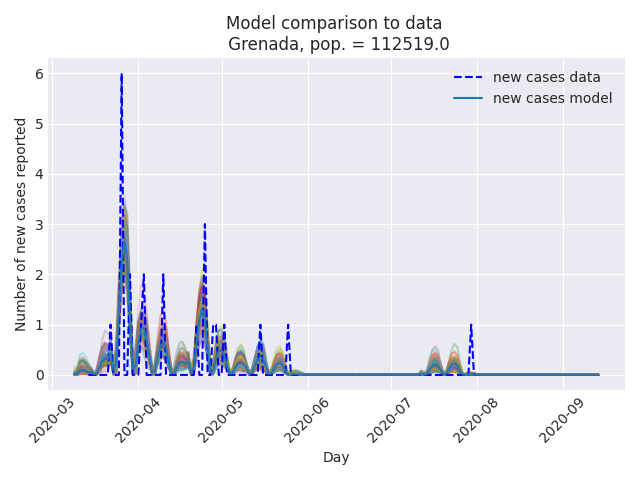 Model comparison to data
Grenada, pop. = 112519.0
new cases data
new cases model
Number of new cases reported
6
5
4
3
2
1
0
2020-03
2020-04
2020-05
2020-06
2020-07
2020-08
2020-09
Day